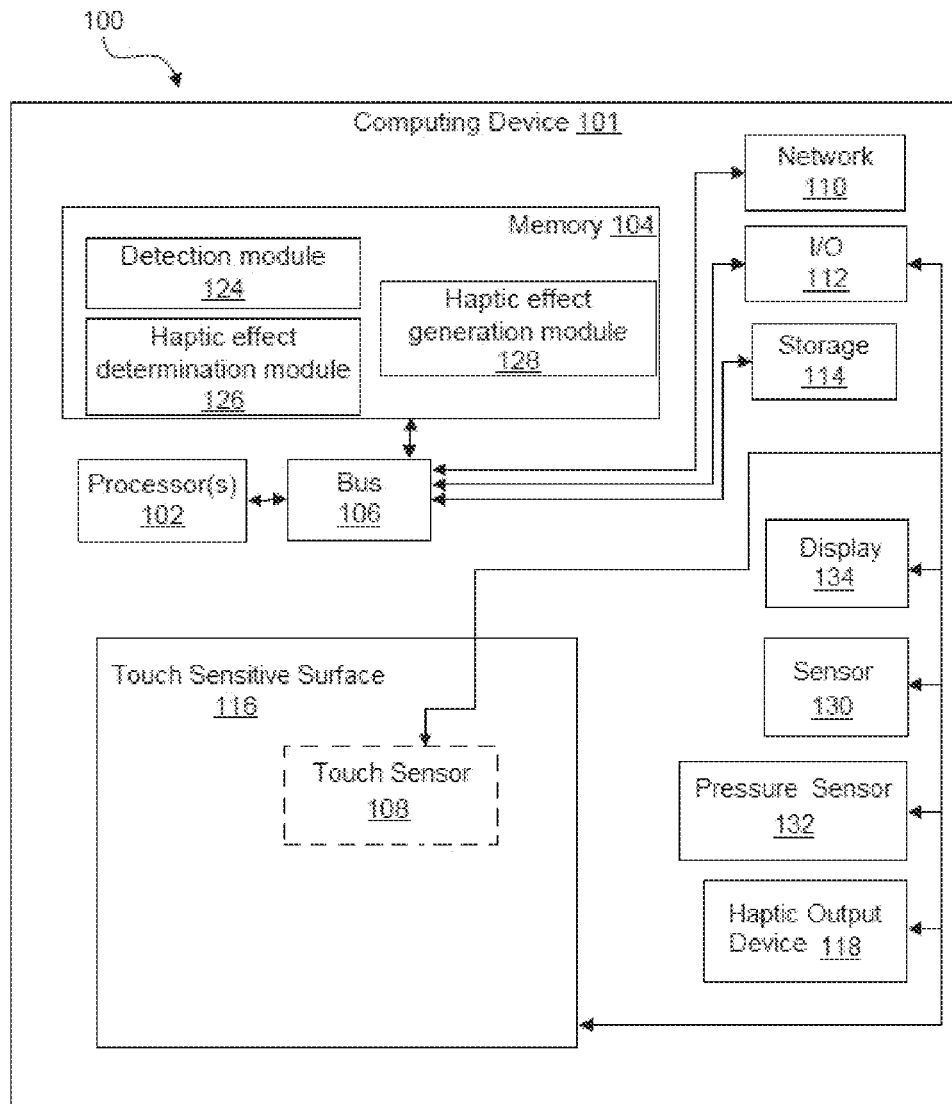 100
Computing Device 101
Network
110
Memory 104
I/O
112
Detection module
124
Haptic effect
generation module
128
Haptic effect
determination module
126
Storage
114
Processor(s)
102
Bus
106
Display
134
Touch Sensitive Surface
116
Sensor
130
Touch Sensor
108
Pressure Sensor
132
Haptic Output
Device 118